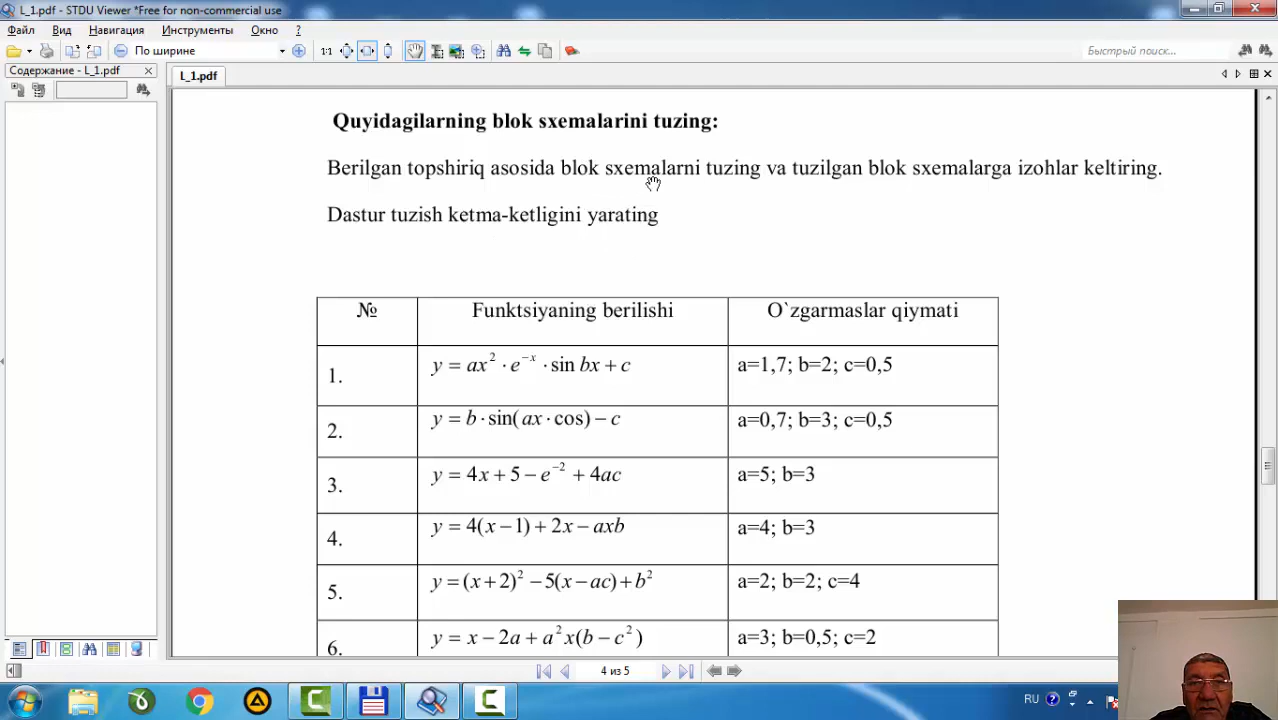 L_1.pdf - STDU Viewer *Free for non-commercial use
Файл Вид Навигация Инструменты Окно ?
По ширине 1:1 Быстрый поиск...
Содержание - L_1.pdf
L_1.pdf
Quyidagilarning blok sxemalarini tuzing:
Berilgan topshiriq asosida blok sxemalarni tuzing va tuzilgan blok sxemalarga izohlar keltiring.
Dastur tuzish ketma-ketligini yarating
№ Funktsiyaning berilishi O`zgarmaslar qiymati
1. y = ax² · e⁻ˣ · sin bx + c a=1,7; b=2; c=0,5
2. y = b · sin( ax · cos) − c a=0,7; b=3; c=0,5
3. y = 4x + 5 − e⁻² + 4ac a=5; b=3
4. y = 4(x − 1) + 2x − axb a=4; b=3
5. y = (x + 2)² − 5(x − ac) + b² a=2; b=2; c=4
6. y = x − 2a + a²x(b − c²) a=3; b=0,5; c=2
4 из 5
RU